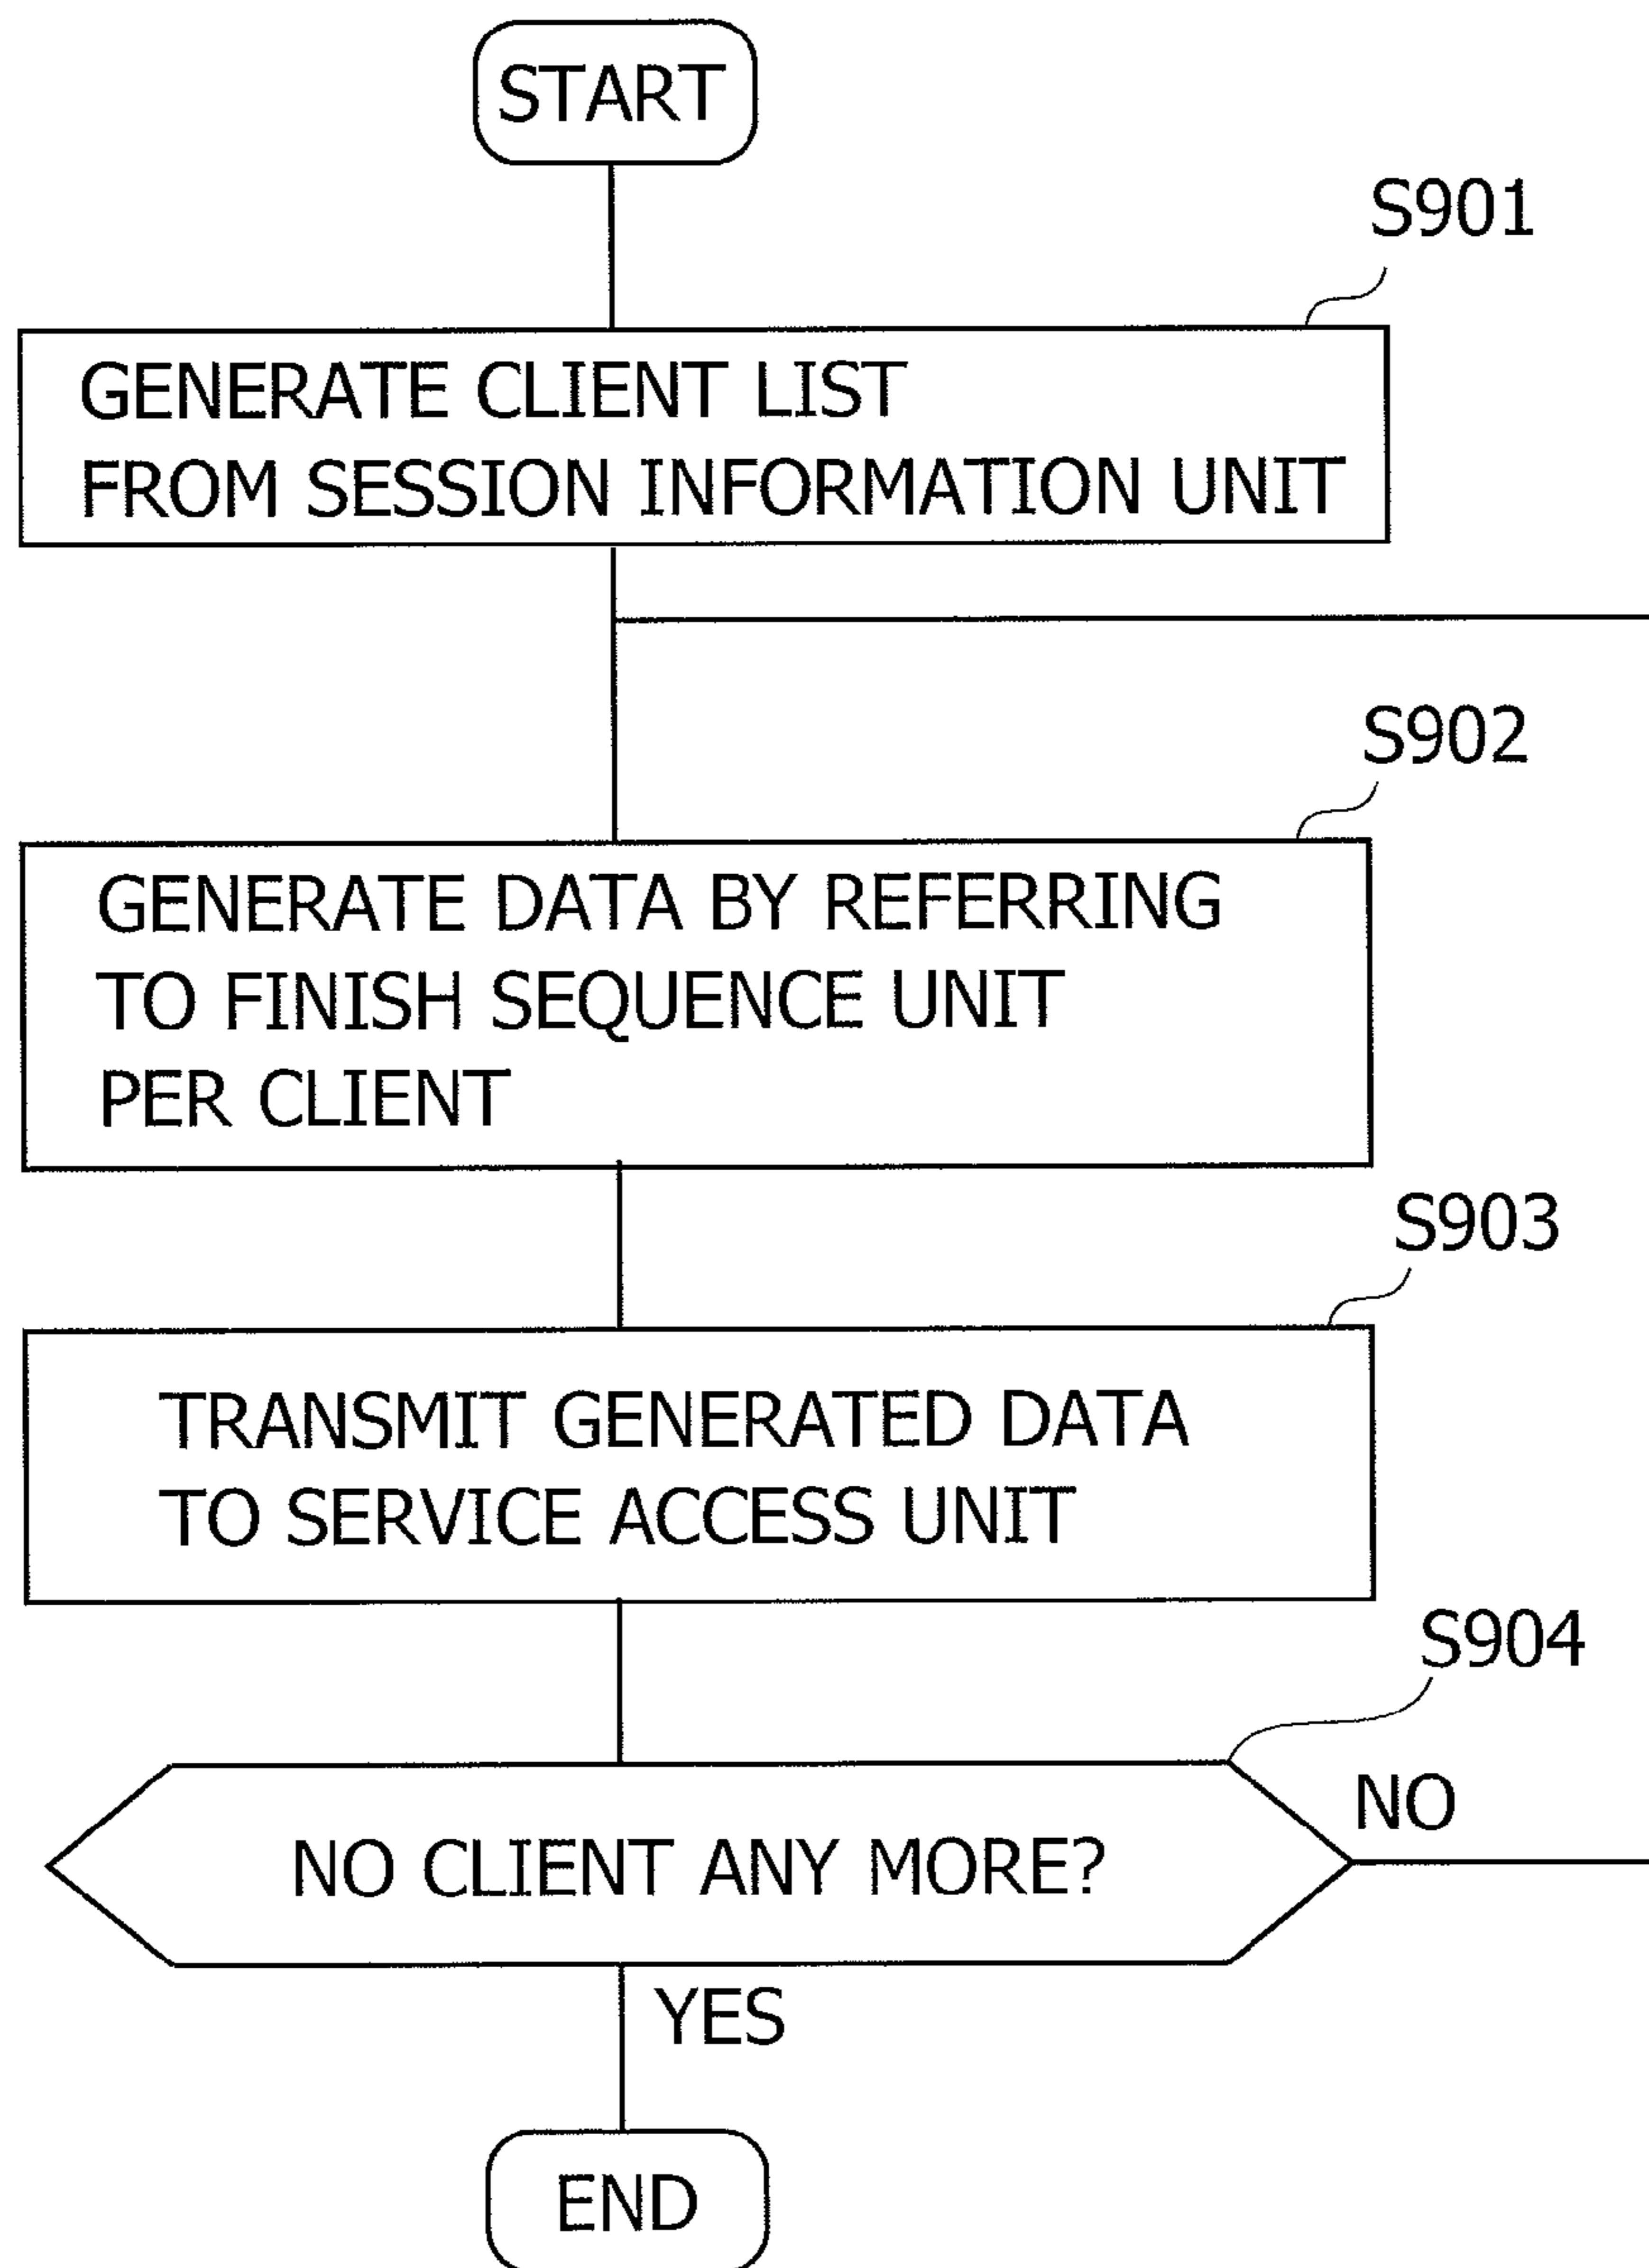 START
S901
GENERATE CLIENT LIST
FROM SESSION INFORMATION UNIT
S902
GENERATE DATA BY REFERRING
TO FINISH SEQUENCE UNIT
PER CLIENT
S903
TRANSMIT GENERATED DATA
TO SERVICE ACCESS UNIT
S904
NO CLIENT ANY MORE?
NO
YES
END